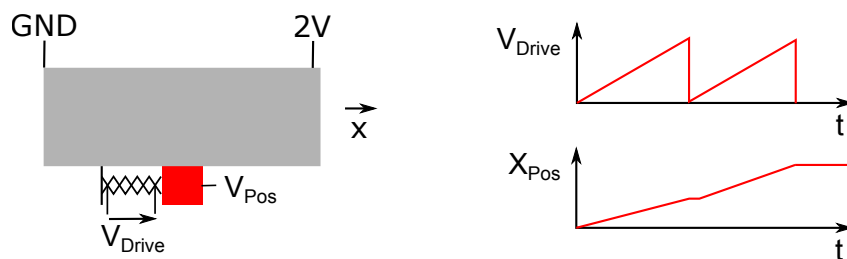 GND
2V
x
V_Pos
V_Drive
V_Drive
t
X_Pos
t